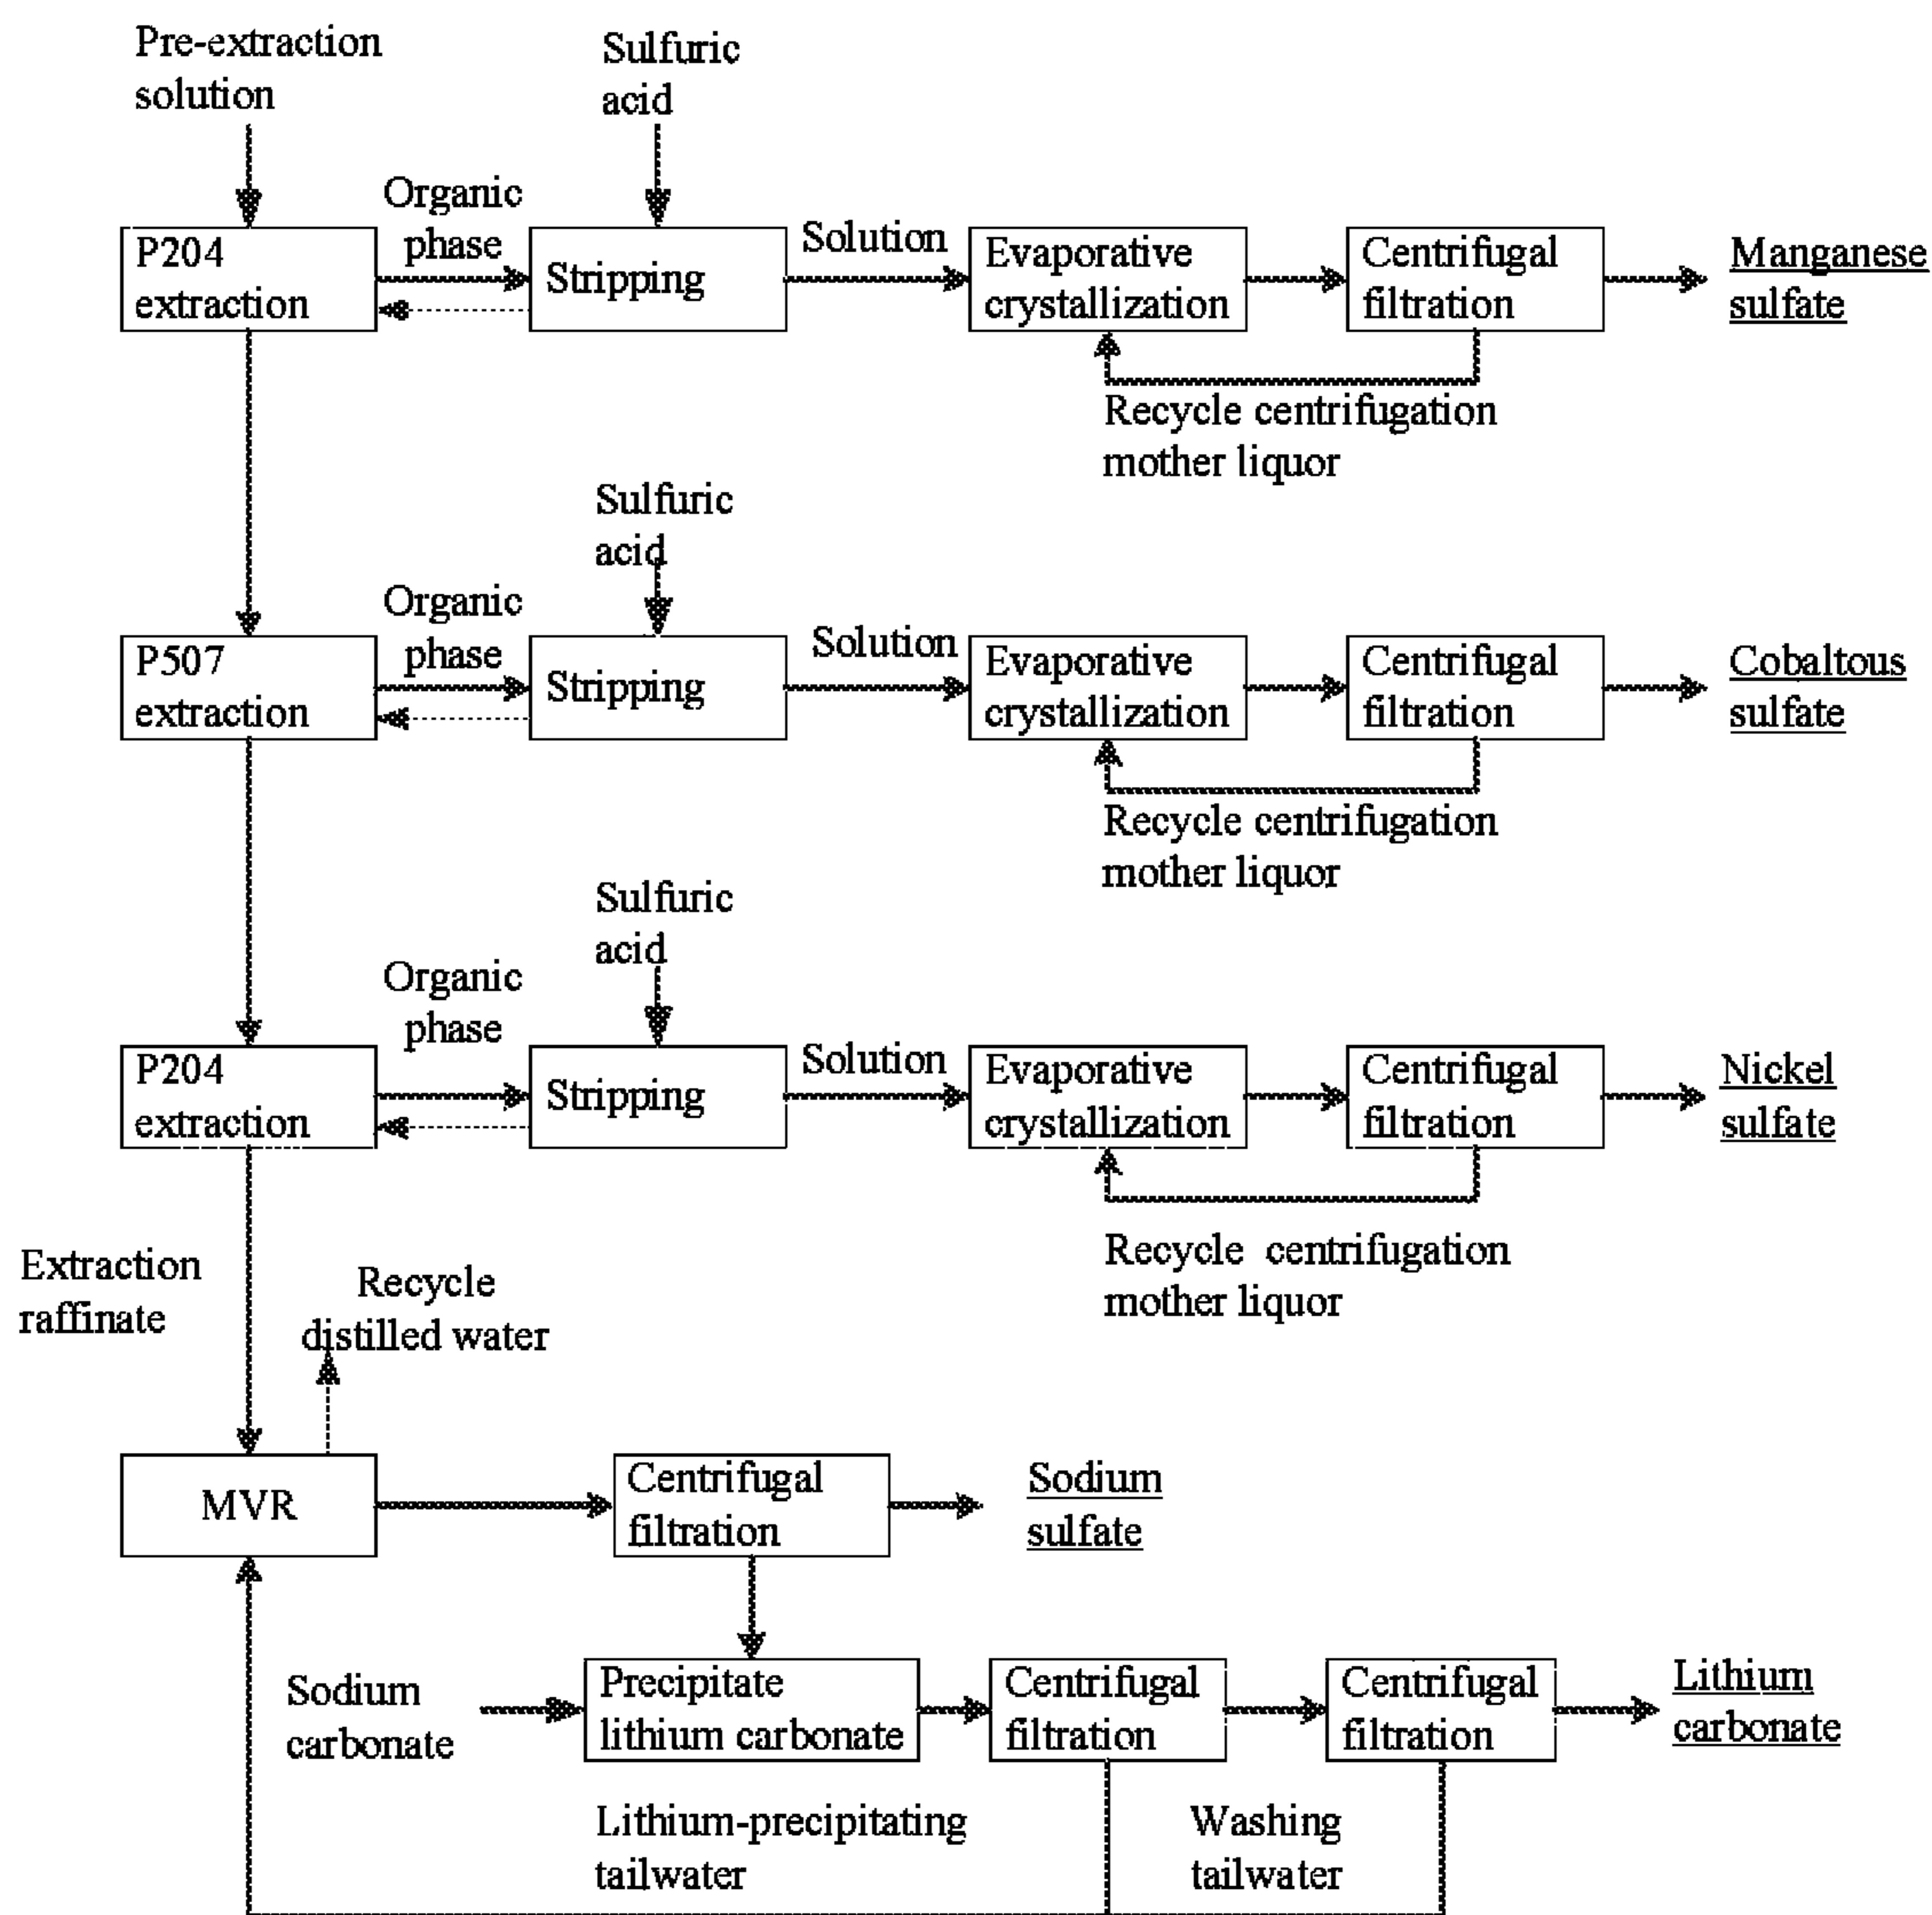 Pre-extraction
solution
Sulfuric
acid
P204
extraction
Organic
phase
Stripping
Solution
Evaporative
crystallization
Centrifugal
filtration
Manganese
sulfate
Recycle centrifugation
mother liquor
Sulfuric
acid
P507
extraction
Organic
phase
Stripping
Solution
Evaporative
crystallization
Centrifugal
filtration
Cobaltous
sulfate
Recycle centrifugation
mother liquor
Sulfuric
acid
P204
extraction
Organic
phase
Stripping
Solution
Evaporative
crystallization
Centrifugal
filtration
Nickel
sulfate
Recycle centrifugation
mother liquor
Extraction
raffinate
Recycle
distilled water
MVR
Centrifugal
filtration
Sodium
sulfate
Sodium
carbonate
Precipitate
lithium carbonate
Centrifugal
filtration
Centrifugal
filtration
Lithium
carbonate
Lithium-precipitating
tailwater
Washing
tailwater